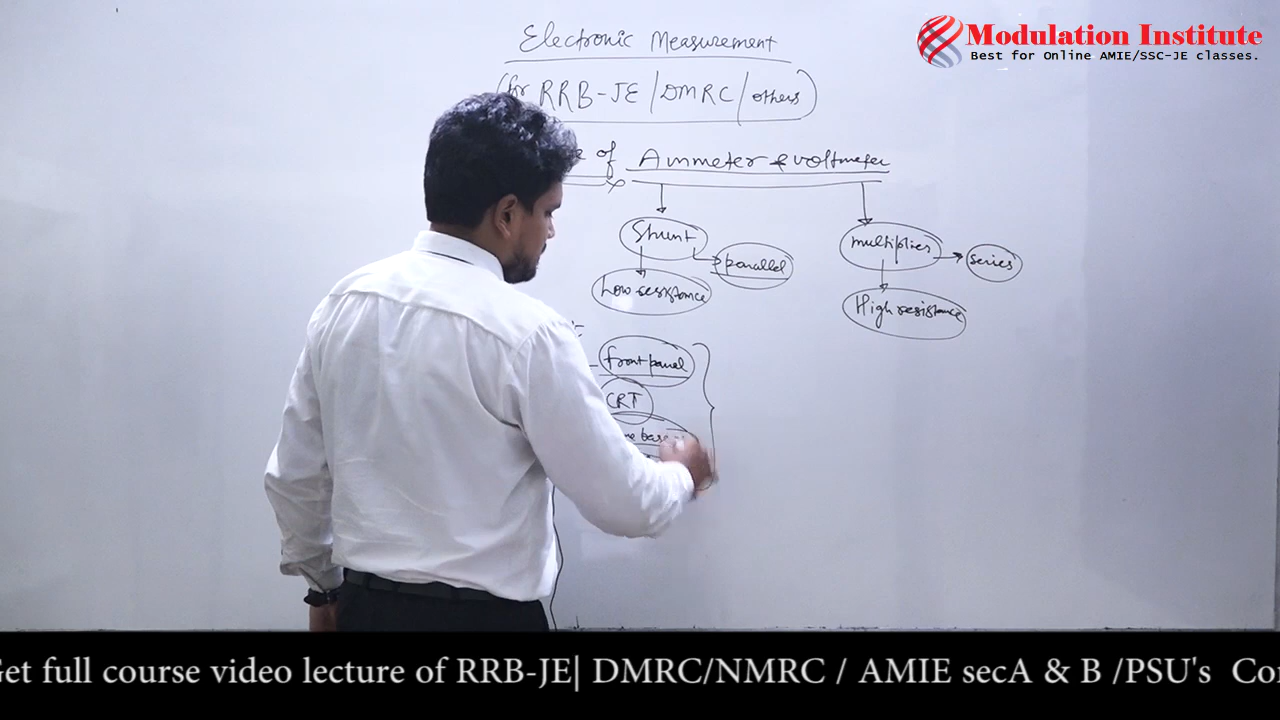 Modulation Institute
Best for Online AMIE/SSC-JE classes.
Electronic Measurement
(for RRB-JE/DMRC/others)
of Ammeter & voltmeter
Shunt
parallel
multiplier
series
Low resistance
High resistance
front panel
CRT
base
Get full course video lecture of RRB-JE| DMRC/NMRC / AMIE secA & B /PSU's